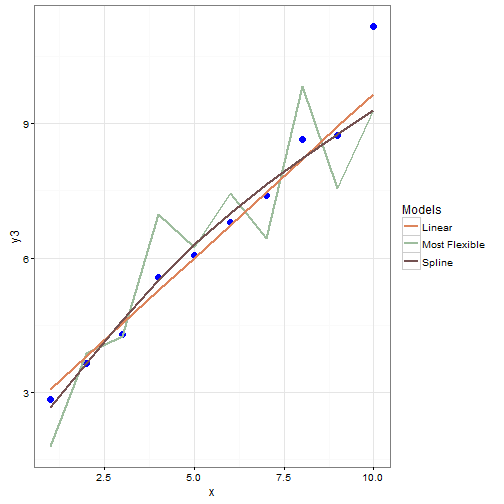 9
6
3
y3
2.5 5.0 7.5 10.0
x
Models
Linear
Most Flexible
Spline